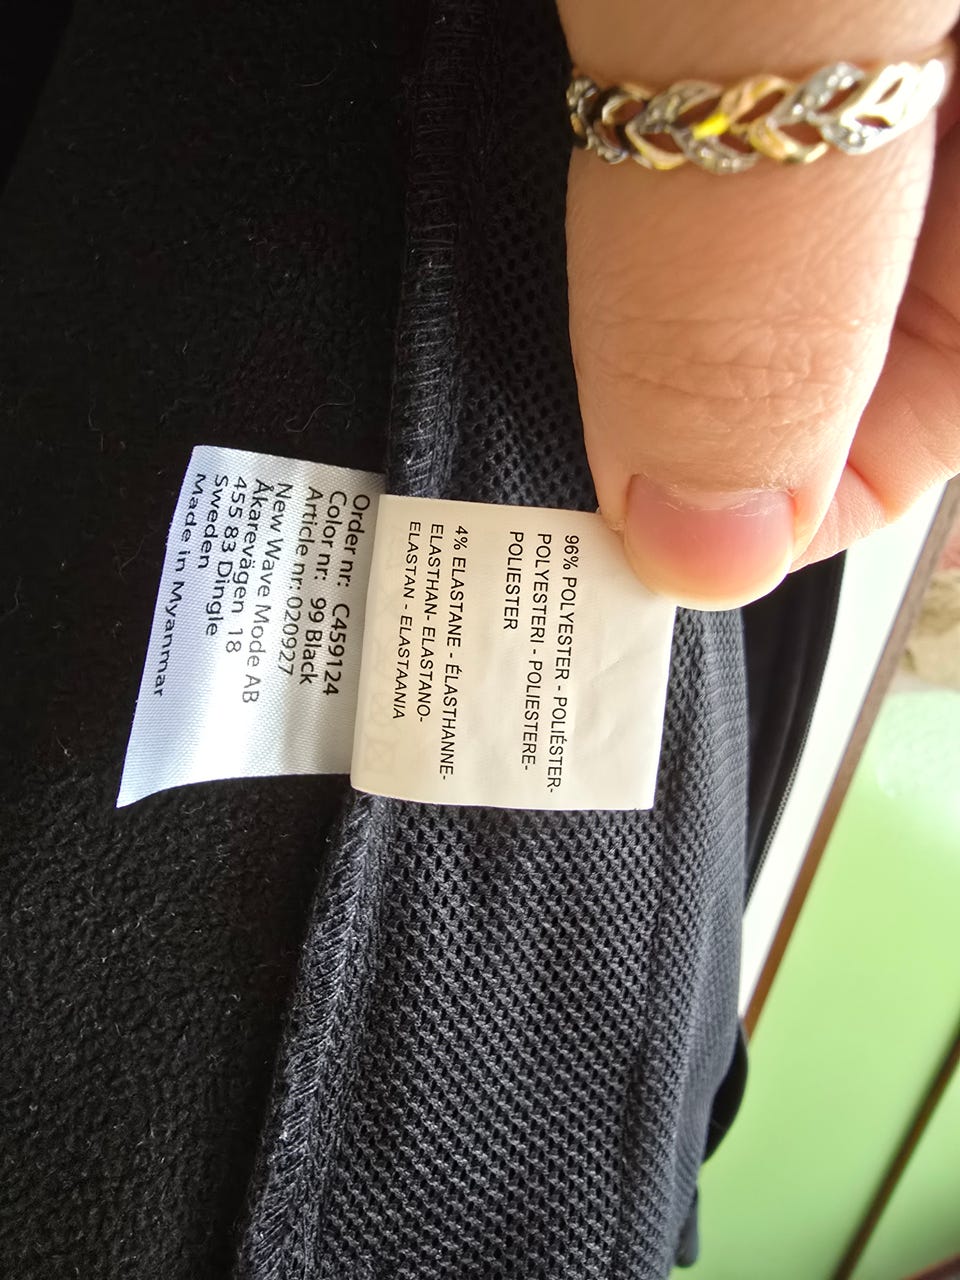 96% POLYESTER - POLIÉSTER-
POLYESTERI - POLIESTERE-
POLIESTER
4% ELASTANE - ÉLASTHANNE-
ELASTHAN- ELASTANO-
ELASTAN - ELASTAANIA
Order nr: C459124
Color nr: 99 Black
Article nr: 020927
New Wave Mode AB
Åkarevägen 18
455 83 Dingle
Sweden
Made in Myanmar